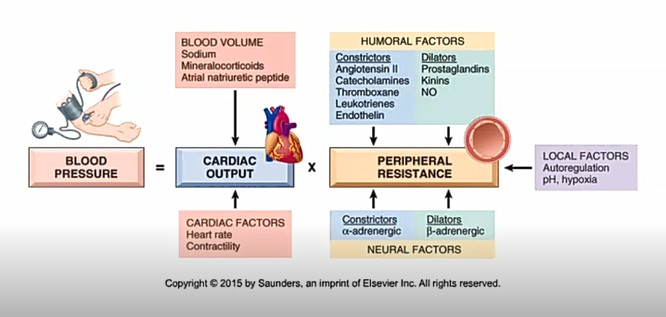 BLOOD VOLUME
Sodium
Mineralocorticoids
Atrial natriuretic peptide
HUMORAL FACTORS
Constrictors
Angiotensin II
Catecholamines
Thromboxane
Leukotrienes
Endothelin
Dilators
Prostaglandins
Kinins
NO
BLOOD
PRESSURE
=
CARDIAC
OUTPUT
x
PERIPHERAL
RESISTANCE
LOCAL FACTORS
Autoregulation
pH, hypoxia
CARDIAC FACTORS
Heart rate
Contractility
Constrictors
α-adrenergic
Dilators
β-adrenergic
NEURAL FACTORS
Copyright © 2015 by Saunders, an imprint of Elsevier Inc. All rights reserved.